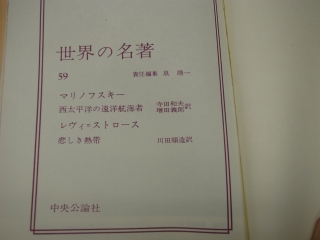 世界の名著
59
責任編集 泉 靖一
マリノフスキー
西太平洋の遠洋航海者 寺田和夫 増田義郎 訳
レヴィ=ストロース
悲しき熱帯 川田順造訳
中央公論社